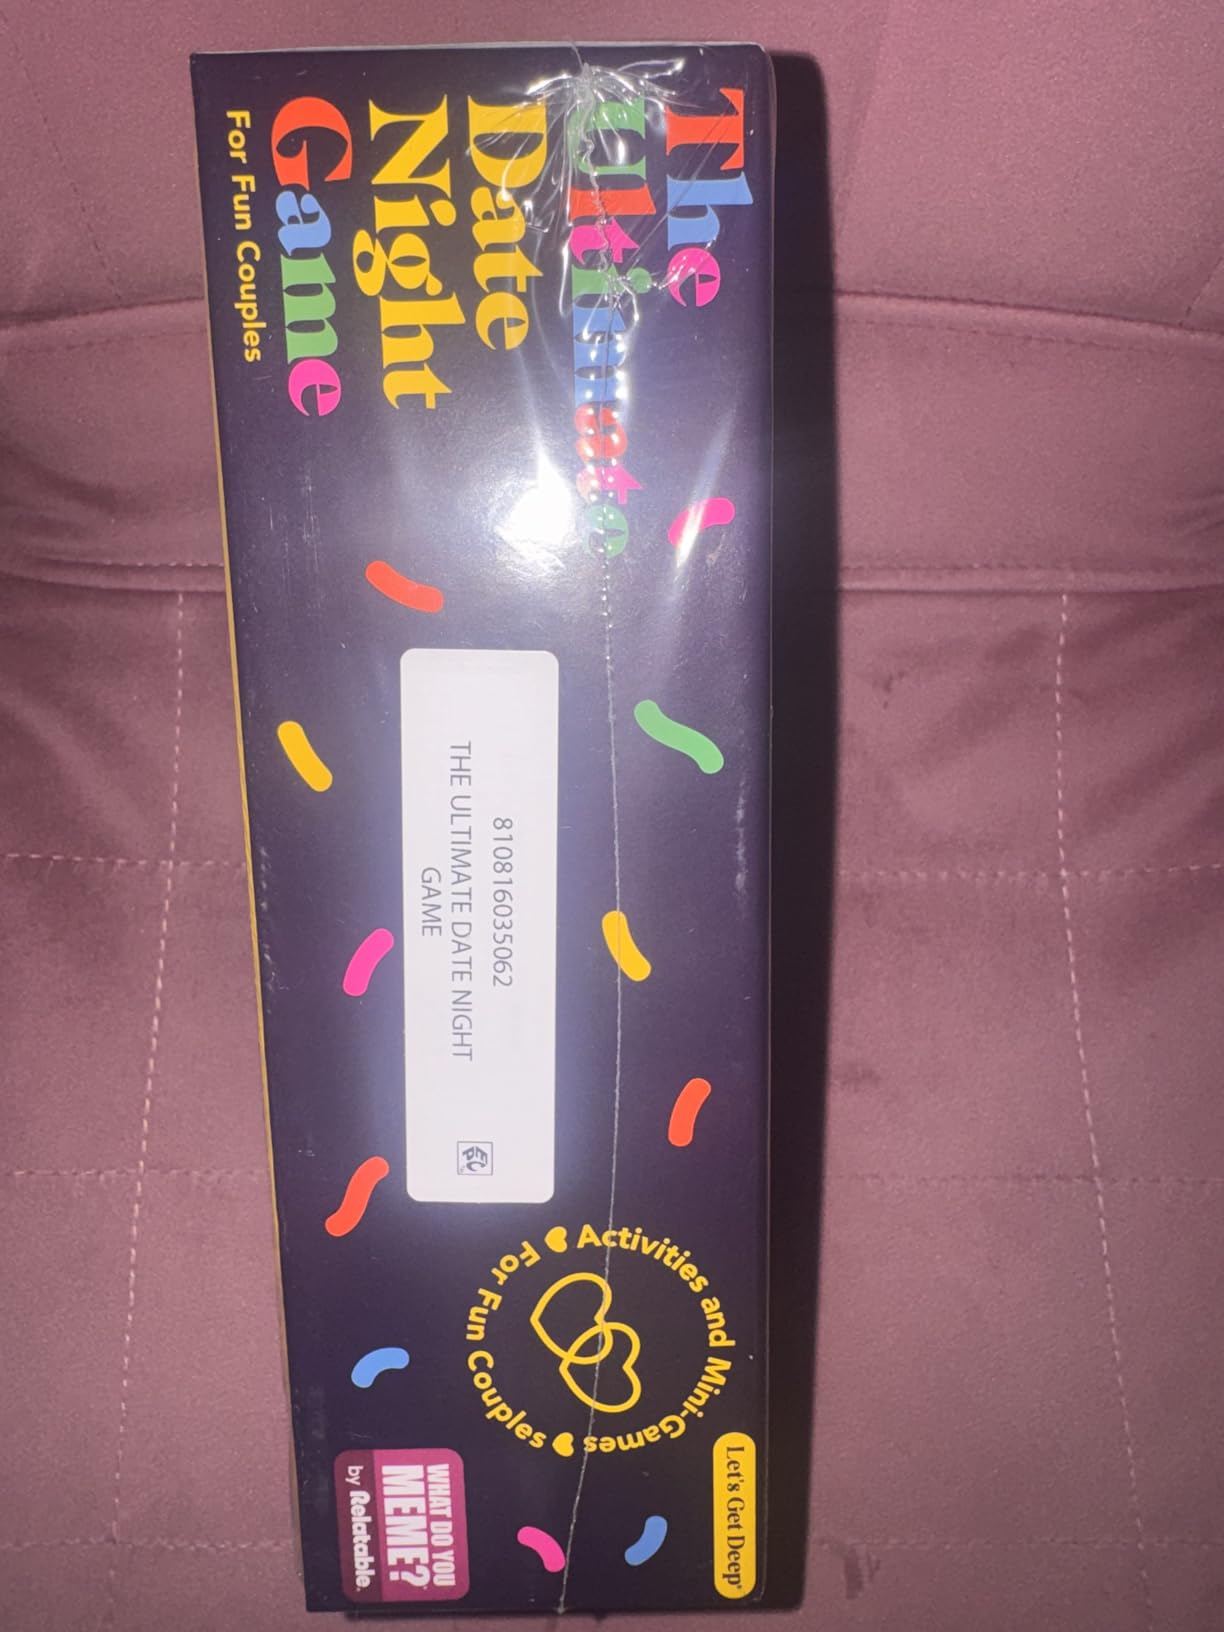 The
Ultimate
Date
Night
Game
For Fun Couples
810816035062
THE ULTIMATE DATE NIGHT
GAME
Activities and Mini-Games
For Fun Couples
Let's Get Deep®
WHAT DO YOU
MEME?®
by Relatable.